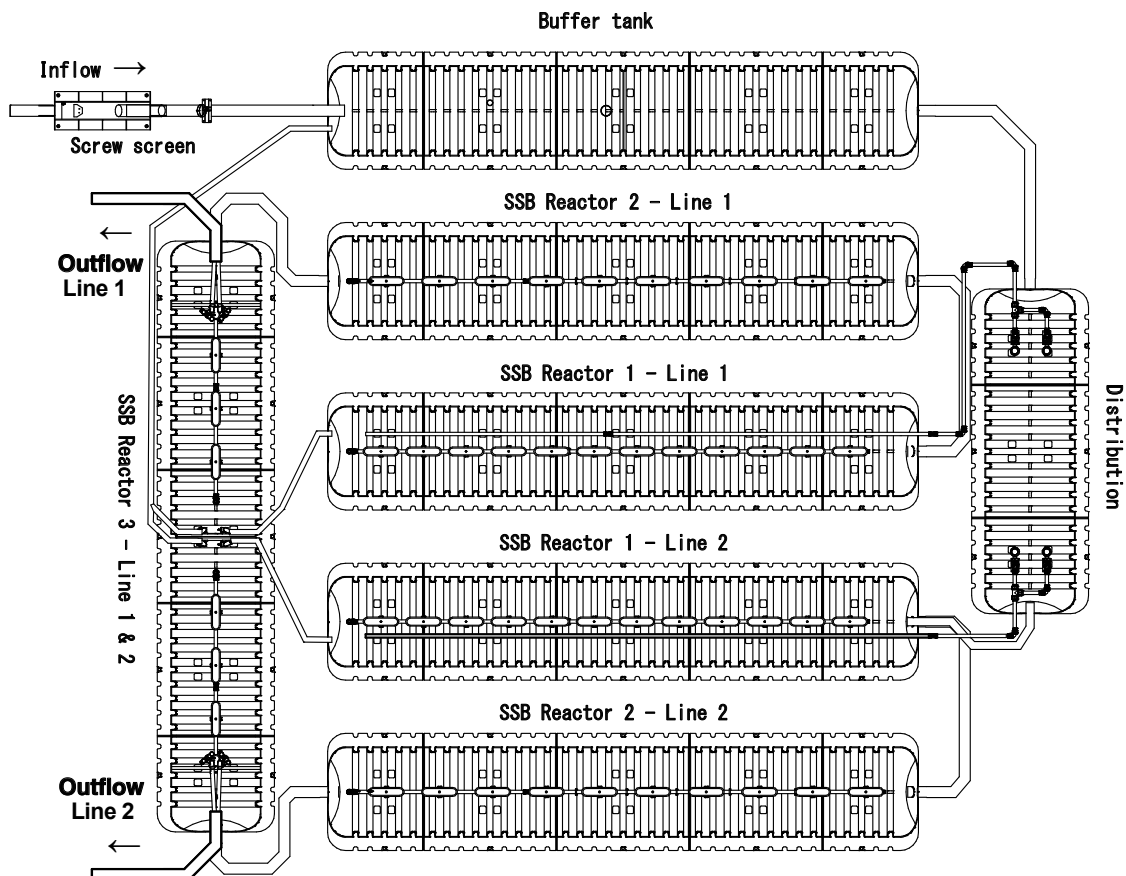 Buffer tank
Inflow →
Screw screen
SSB Reactor 2 - Line 1
←
Outflow
Line 1
SSB Reactor 1 - Line 1
Distribution
SSB Reactor 3 - Line 1 & 2
SSB Reactor 1 - Line 2
SSB Reactor 2 - Line 2
Outflow
Line 2
←